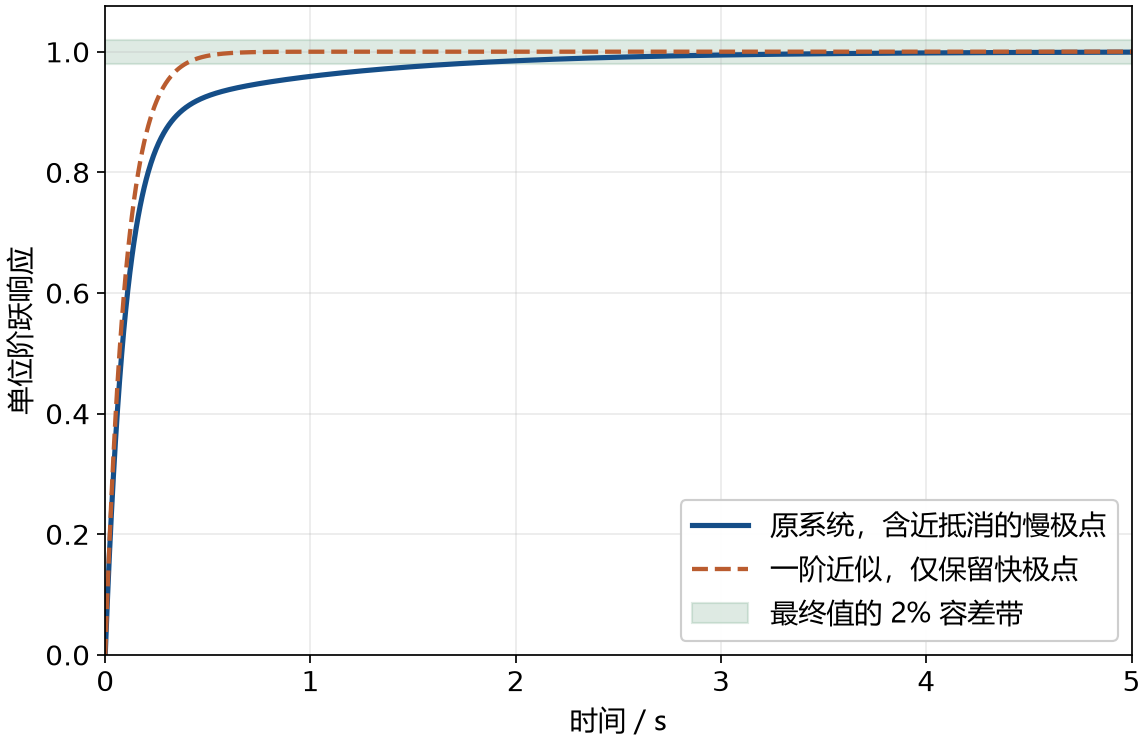 1.0
0.8
0.6
0.4
0.2
0.0
单位阶跃响应
0 1 2 3 4 5
时间 / s
原系统，含近抵消的慢极点
一阶近似，仅保留快极点
最终值的 2% 容差带